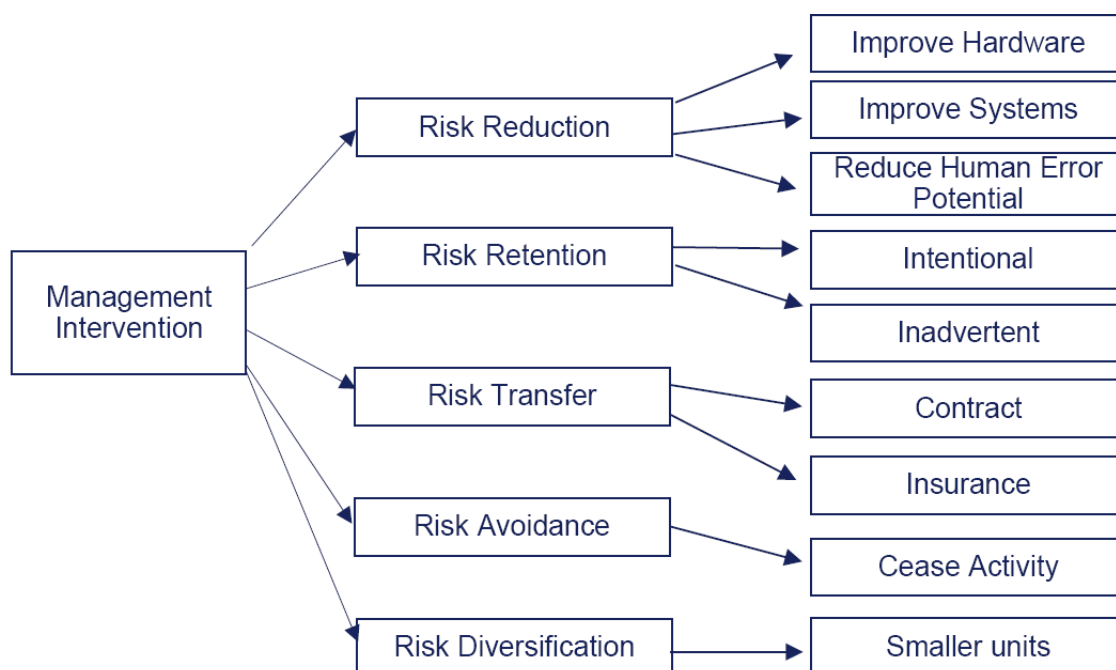 Improve Hardware
Risk Reduction
Improve Systems
Reduce Human Error
Potential
Management
Intervention
Risk Retention
Intentional
Inadvertent
Risk Transfer
Contract
Insurance
Risk Avoidance
Cease Activity
Risk Diversification
Smaller units